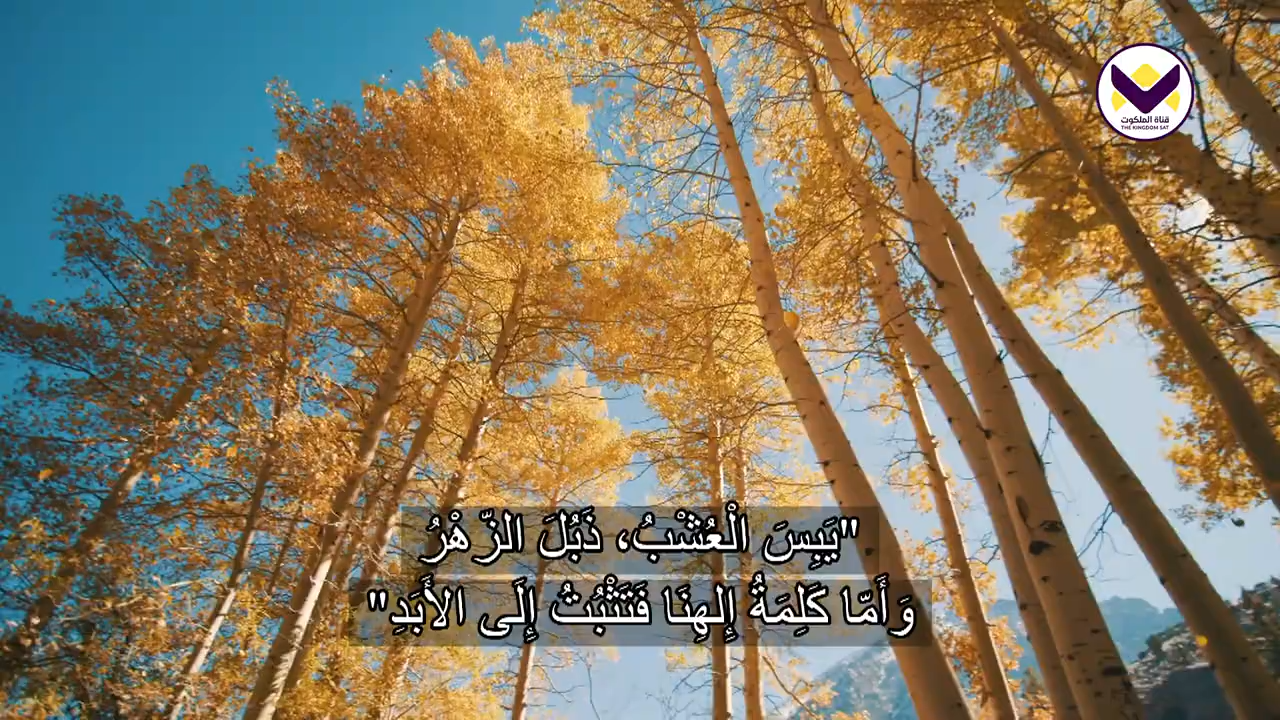 قناة الملكوت
THE KINGDOM SAT
"يَبِسَ الْعُشْبُ، ذَبُلَ الزّهْرُ
وَأَمّا كَلِمَةُ إِلهِنَا فَتَثْبُتُ إِلَى الأَبَدِ"